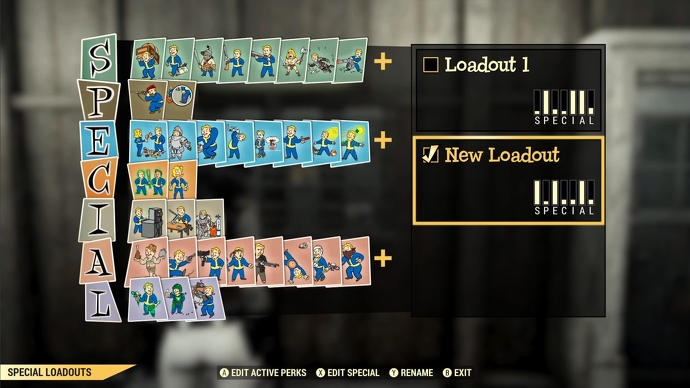 S
P
E
C
I
A
L
Loadout 1
SPECIAL
New Loadout
SPECIAL
SPECIAL LOADOUTS
A EDIT ACTIVE PERKS X EDIT SPECIAL Y RENAME B EXIT